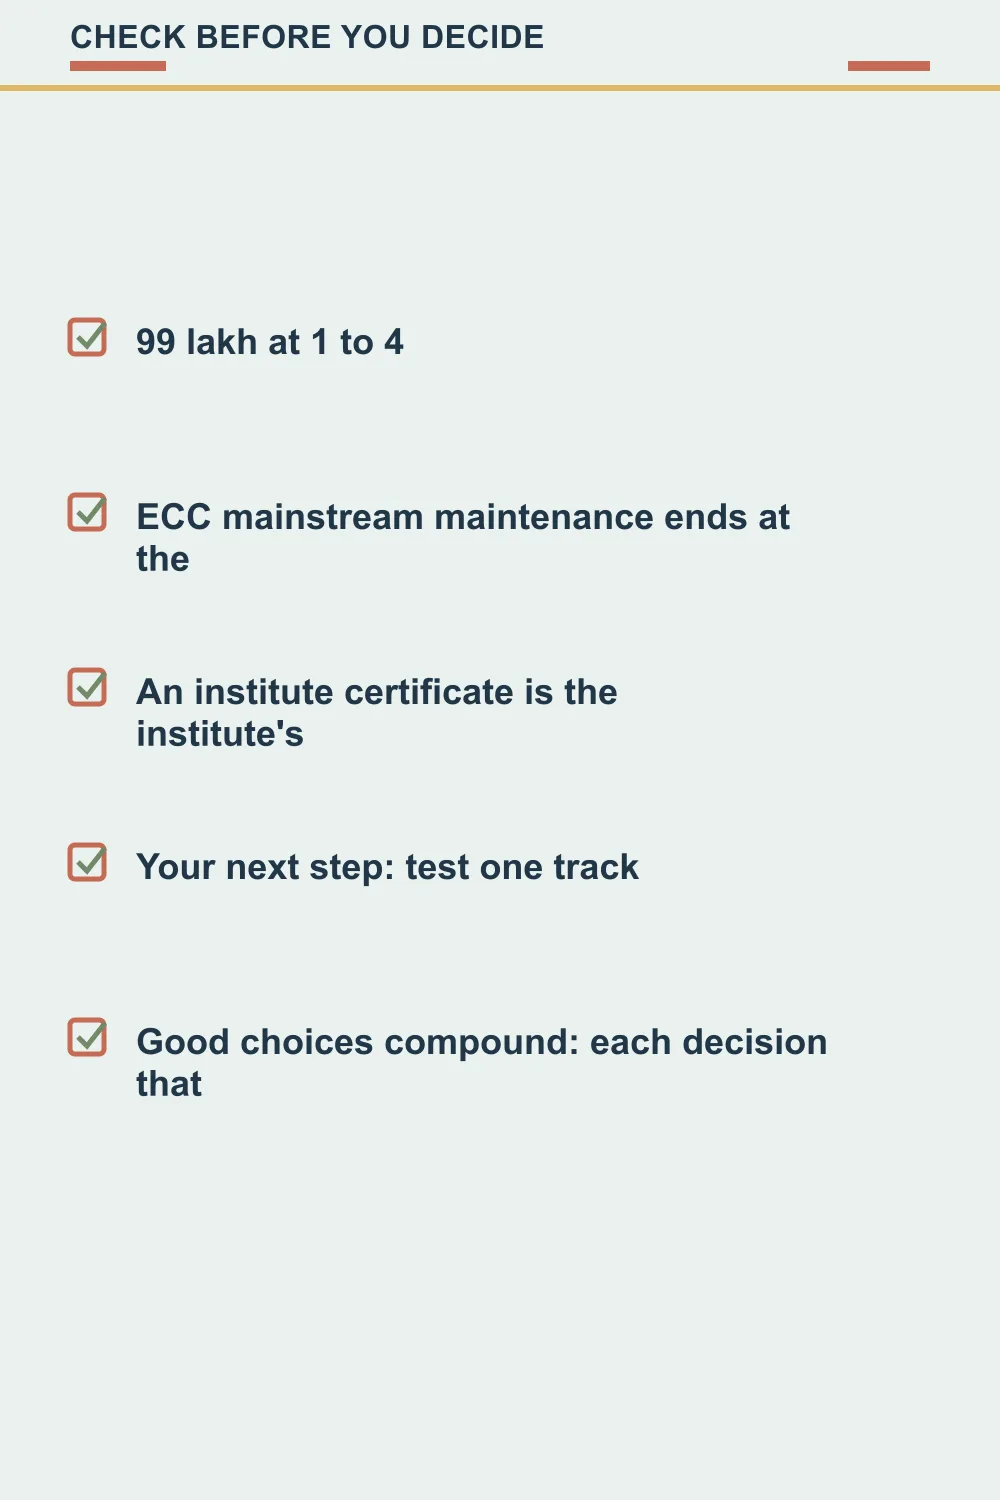 CHECK BEFORE YOU DECIDE
99 lakh at 1 to 4
ECC mainstream maintenance ends at
the
An institute certificate is the
institute's
Your next step: test one track
Good choices compound: each decision
that